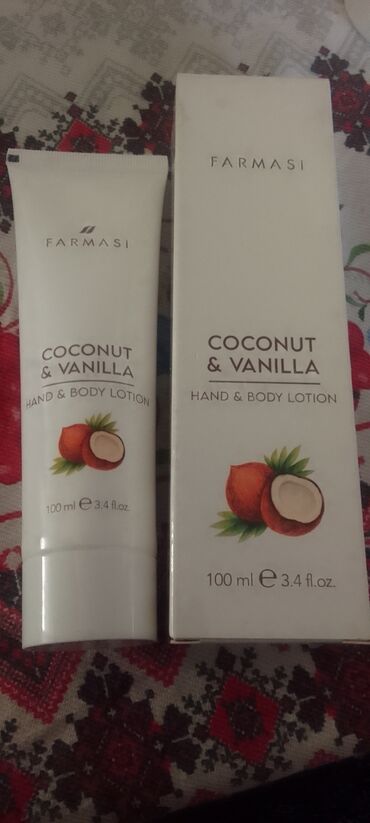 FARMASi
COCONUT
& VANILLA
HAND & BODY LOTION
100 ml e 3.4 fl.oz.
FARMASi
COCONUT
& VANILLA
HAND & BODY LOTION
100 ml e 3.4 fl.oz.